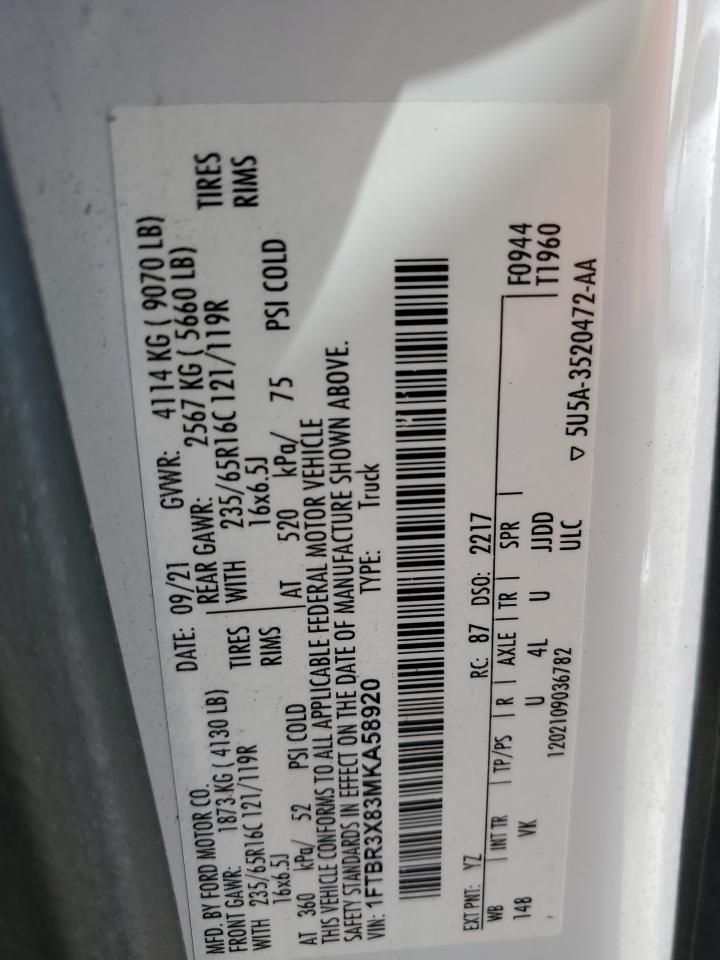 MFD. BY FORD MOTOR CO.
DATE: 09/21 GVWR: 4114 KG ( 9070 LB)
FRONT GAWR: 1873 KG ( 4130 LB) REAR GAWR: 2567 KG ( 5660 LB)
WITH 235/65R16C 121/119R TIRES WITH 235/65R16C 121/119R TIRES
16x6.5J RIMS 16x6.5J RIMS
AT 360 kPa/ 52 PSI COLD AT 520 kPa/ 75 PSI COLD
THIS VEHICLE CONFORMS TO ALL APPLICABLE FEDERAL MOTOR VEHICLE
SAFETY STANDARDS IN EFFECT ON THE DATE OF MANUFACTURE SHOWN ABOVE.
VIN: 1FTBR3X83MKA58920 TYPE: Truck
EXT PNT: YZ RC: 87 DSO: 2217
WB INT TR TP/PS R AXLE TR SPR F0944
148 VK U 4L U JJDD T1960
1202109036782 ULC
▽ 5U5A-3520472-AA